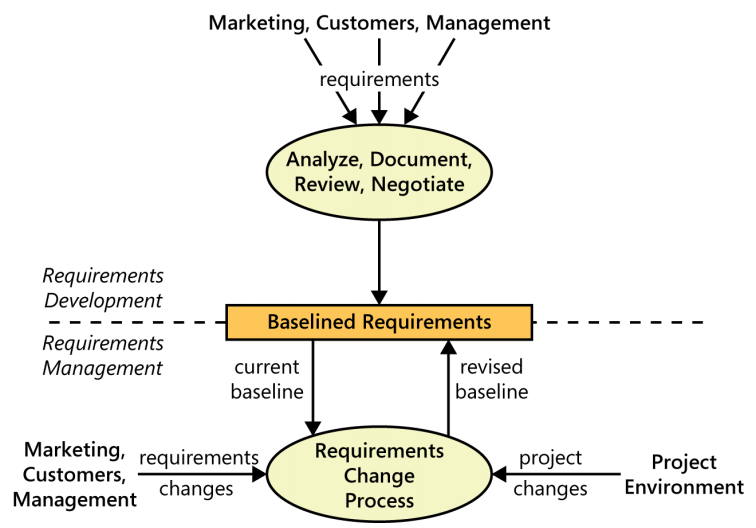 Marketing, Customers, Management
requirements
Analyze, Document,
Review, Negotiate
Requirements
Development
Baselined Requirements
Requirements
Management
current
baseline
revised
baseline
Marketing,
Customers,
Management
requirements
changes
Requirements
Change
Process
project
changes
Project
Environment